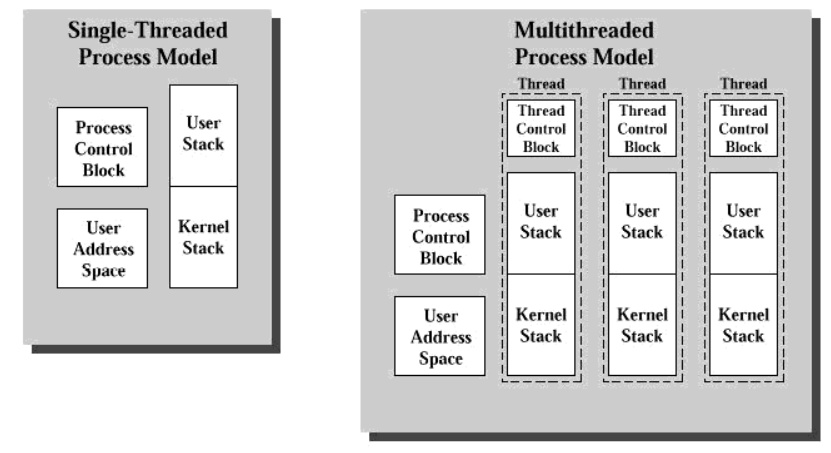 Single-Threaded
Process Model
Process
Control
Block
User
Stack
User
Address
Space
Kernel
Stack
Multithreaded
Process Model
Thread
Thread
Control
Block
User
Stack
Kernel
Stack
Thread
Thread
Control
Block
User
Stack
Kernel
Stack
Thread
Thread
Control
Block
User
Stack
Kernel
Stack
Process
Control
Block
User
Address
Space